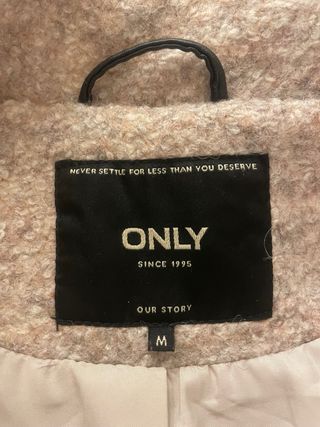 NEVER SETTLE FOR LESS THAN YOU DESERVE
ONLY
SINCE 1995
OUR STORY
M